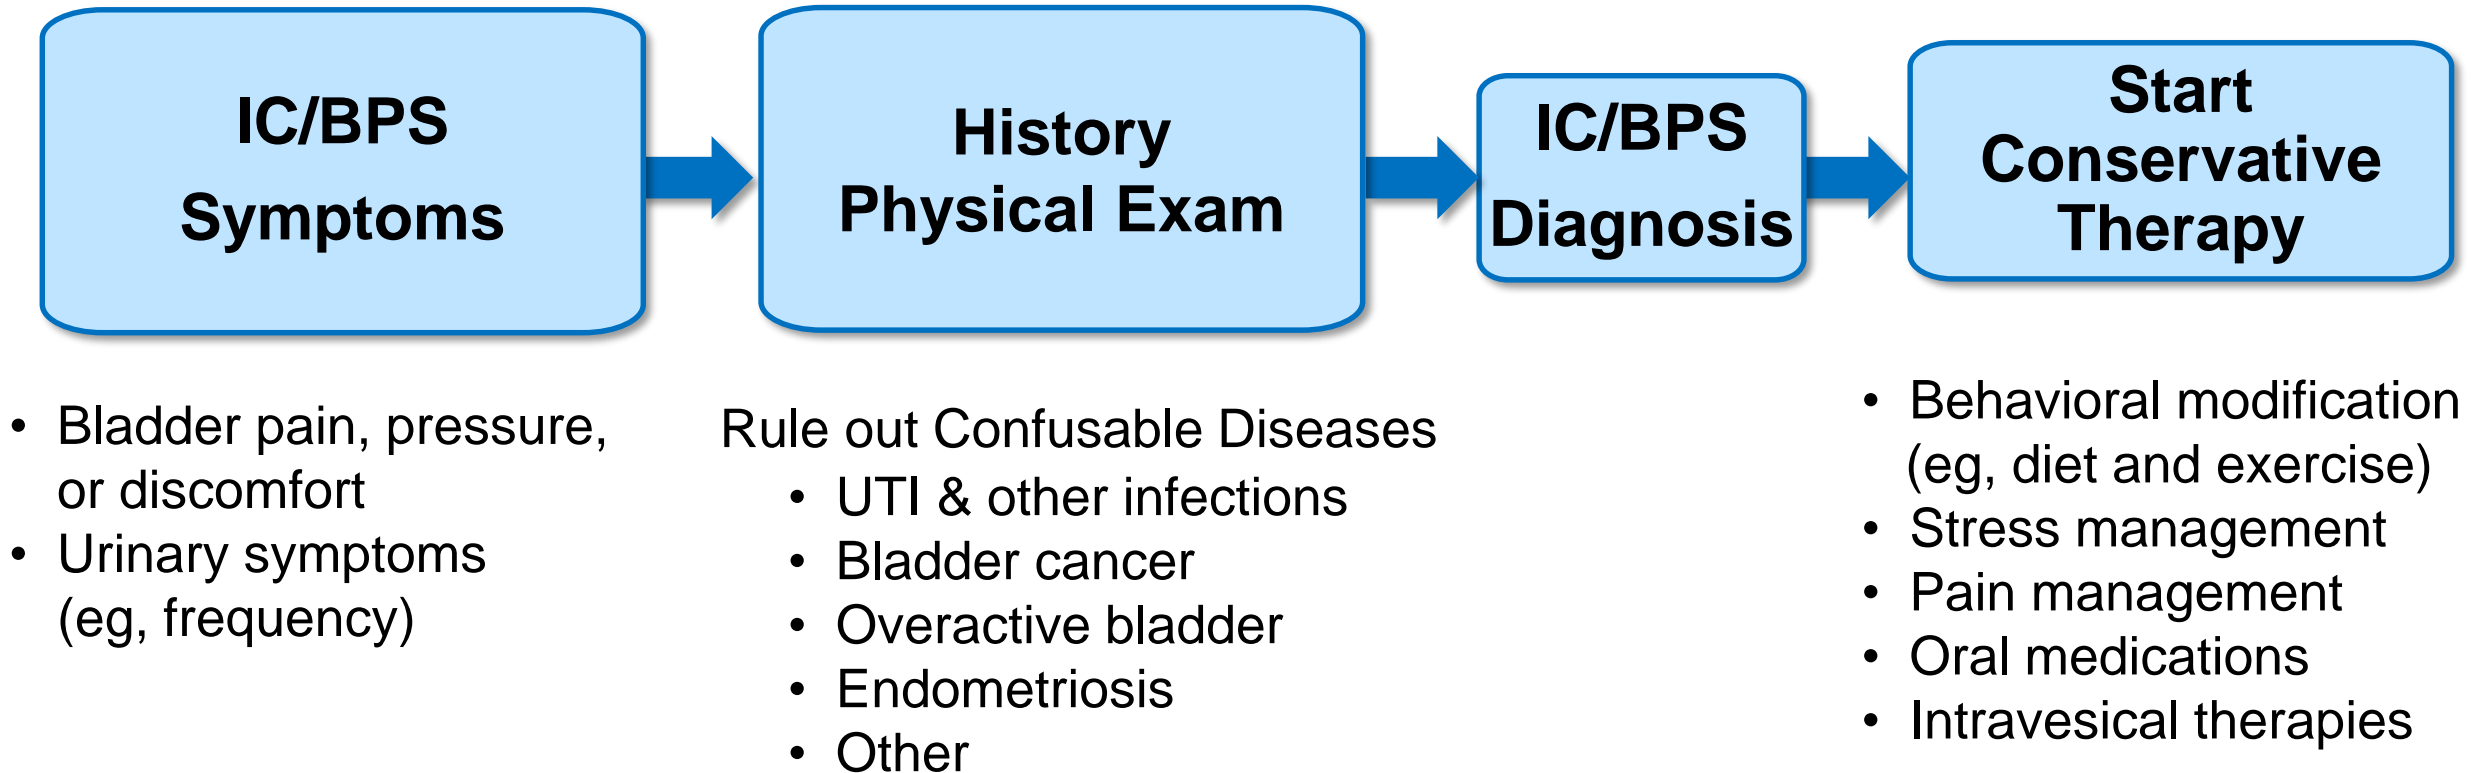 IC/BPS
Symptoms
History
Physical Exam
IC/BPS
Diagnosis
Start
Conservative
Therapy
• Bladder pain, pressure,
or discomfort
• Urinary symptoms
(eg, frequency)
Rule out Confusable Diseases
• UTI & other infections
• Bladder cancer
• Overactive bladder
• Endometriosis
• Other
• Behavioral modification
(eg, diet and exercise)
• Stress management
• Pain management
• Oral medications
• Intravesical therapies